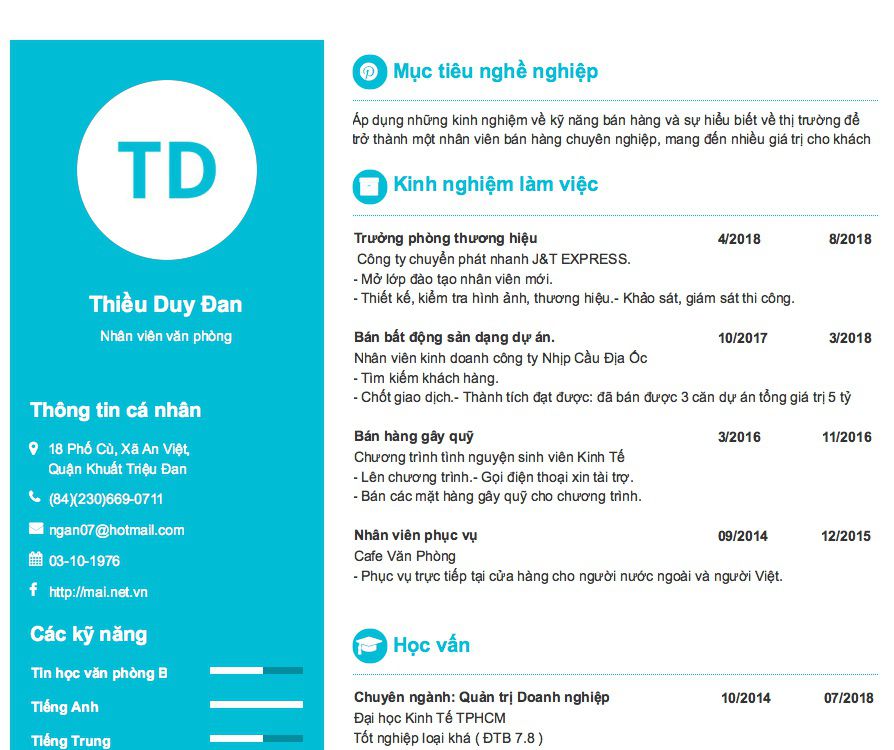 TD
Thiều Duy Đan
Nhân viên văn phòng
Thông tin cá nhân
18 Phố Cù, Xã An Việt,
Quận Khuất Triệu Đan
(84)(230)669-0711
ngan07@hotmail.com
03-10-1976
http://mai.net.vn
Các kỹ năng
Tin học văn phòng B
Tiếng Anh
Tiếng Trung
Mục tiêu nghề nghiệp
Áp dụng những kinh nghiệm về kỹ năng bán hàng và sự hiểu biết về thị trường để
trở thành một nhân viên bán hàng chuyên nghiệp, mang đến nhiều giá trị cho khách
Kinh nghiệm làm việc
Trưởng phòng thương hiệu 4/2018 8/2018
Công ty chuyển phát nhanh J&T EXPRESS.
- Mở lớp đào tạo nhân viên mới.
- Thiết kế, kiểm tra hình ảnh, thương hiệu.- Khảo sát, giám sát thi công.
Bán bất động sản dạng dự án. 10/2017 3/2018
Nhân viên kinh doanh công ty Nhịp Cầu Địa Ốc
- Tìm kiếm khách hàng.
- Chốt giao dịch.- Thành tích đạt được: đã bán được 3 căn dự án tổng giá trị 5 tỷ
Bán hàng gây quỹ 3/2016 11/2016
Chương trình tình nguyện sinh viên Kinh Tế
- Lên chương trình.- Gọi điện thoại xin tài trợ.
- Bán các mặt hàng gây quỹ cho chương trình.
Nhân viên phục vụ 09/2014 12/2015
Cafe Văn Phòng
- Phục vụ trực tiếp tại cửa hàng cho người nước ngoài và người Việt.
Học vấn
Chuyên ngành: Quản trị Doanh nghiệp 10/2014 07/2018
Đại học Kinh Tế TPHCM
Tốt nghiệp loại khá ( ĐTB 7.8 )